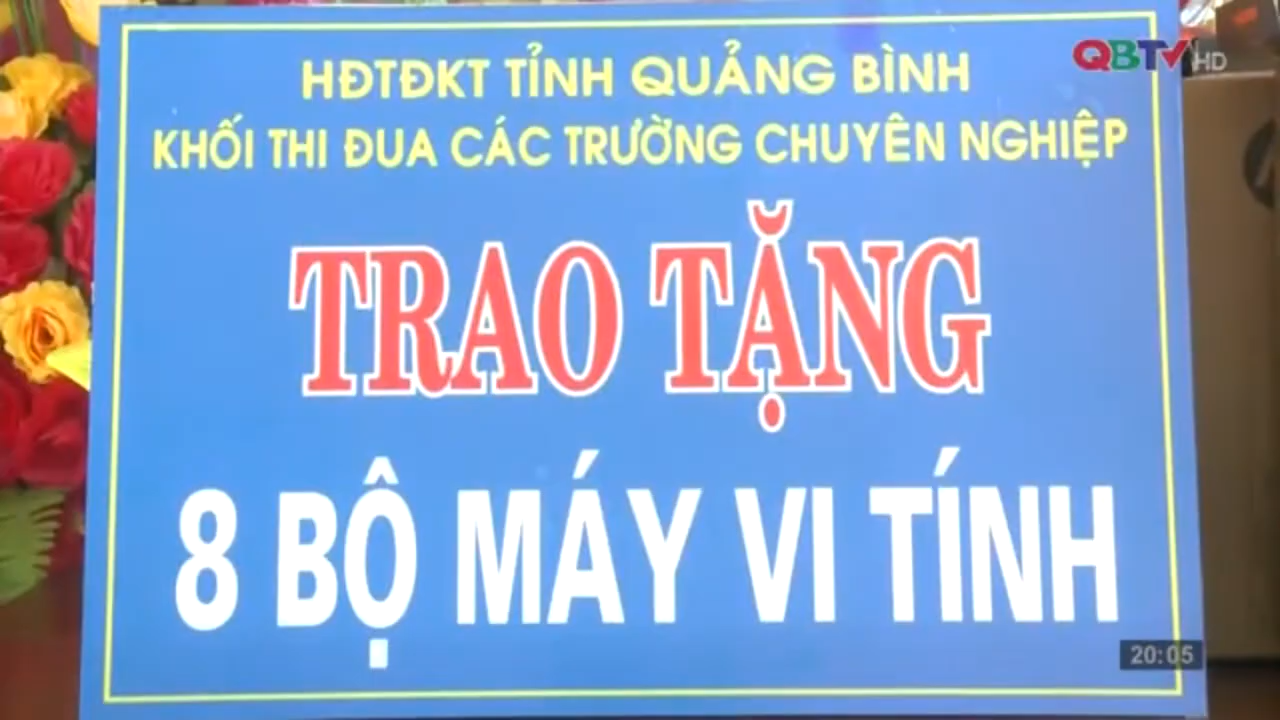 QBTV HD
HĐTĐKT TỈNH QUẢNG BÌNH
KHỐI THI ĐUA CÁC TRƯỜNG CHUYÊN NGHIỆP
TRAO TẶNG
8 BỘ MÁY VI TÍNH
20:05